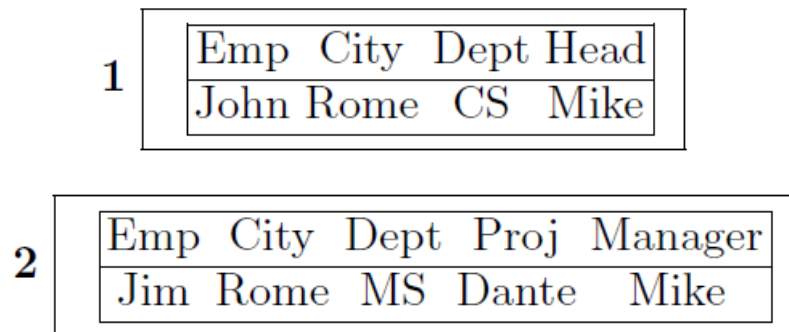 1
Emp City Dept Head
John Rome CS Mike
2
Emp City Dept Proj Manager
Jim Rome MS Dante Mike